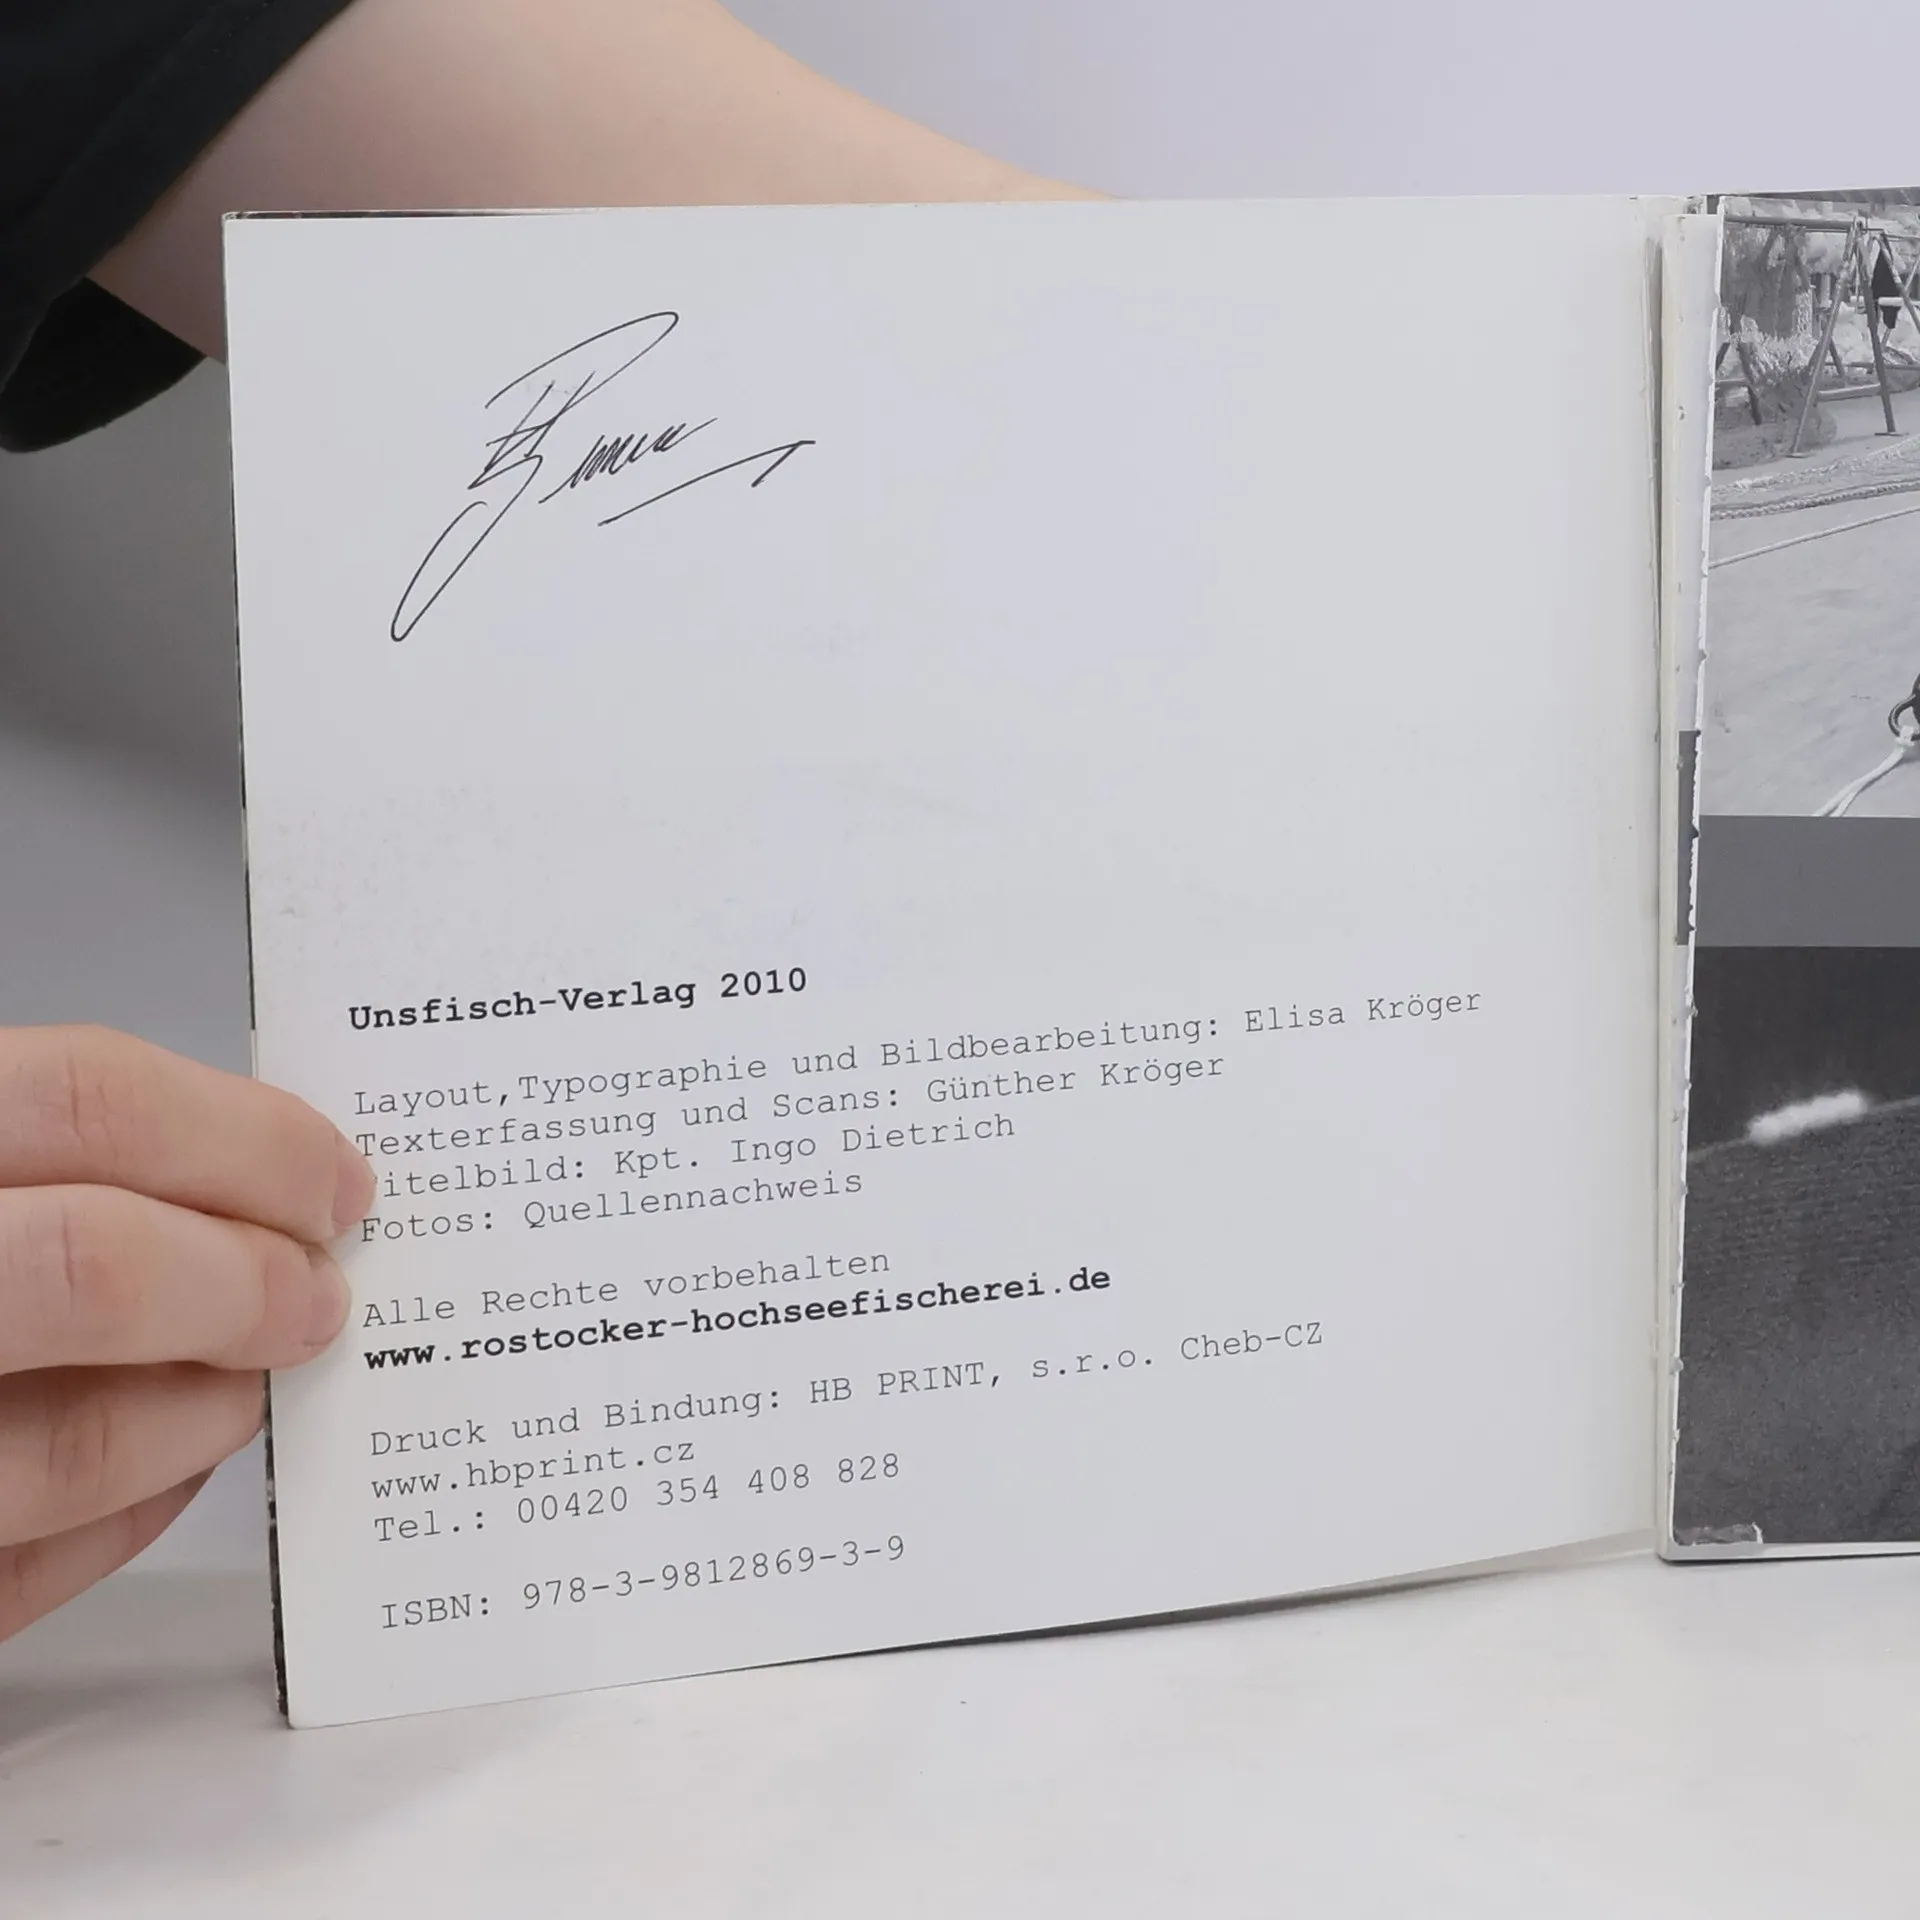 Unsfisch-Verlag 2010
Layout,Typographie und Bildbearbeitung: Elisa Kröger
Texterfassung und Scans: Günther Kröger
itelbild: Kpt. Ingo Dietrich
Fotos: Quellennachweis
Alle Rechte vorbehalten
www.rostocker-hochseefischerei.de
Druck und Bindung: HB PRINT, s.r.o. Cheb-CZ
www.hbprint.cz
Tel.: 00420 354 408 828
ISBN: 978-3-9812869-3-9